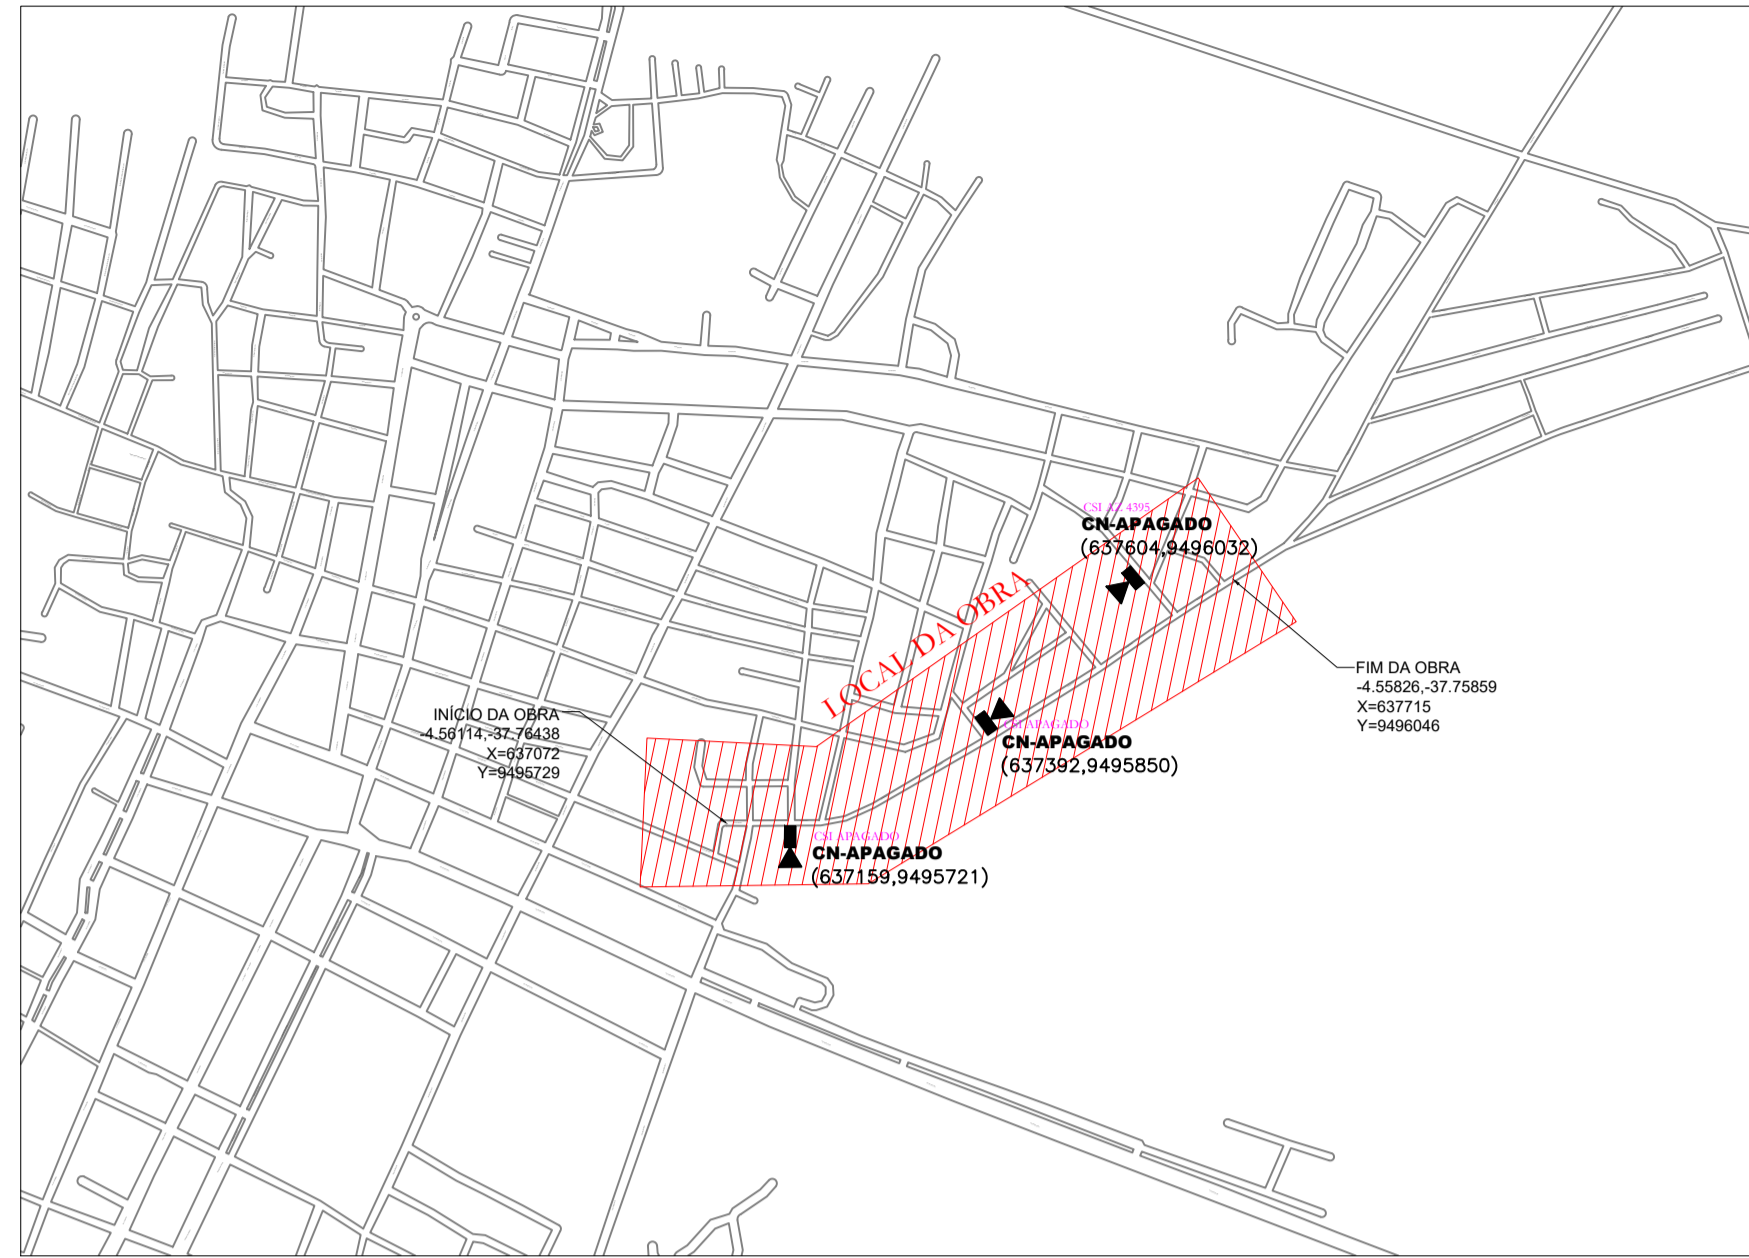 CSI AZ 4395
CN-APAGADO
(637604,9496032)
LOCAL DA OBRA
FIM DA OBRA
-4.55826,-37.75859
X=637715
Y=9496046
INÍCIO DA OBRA
-4.56114,-37.76438
X=637072
Y=9495729
CSI APAGADO
CN-APAGADO
(637392,9495850)
CSI APAGADO
CN-APAGADO
(637159,9495721)